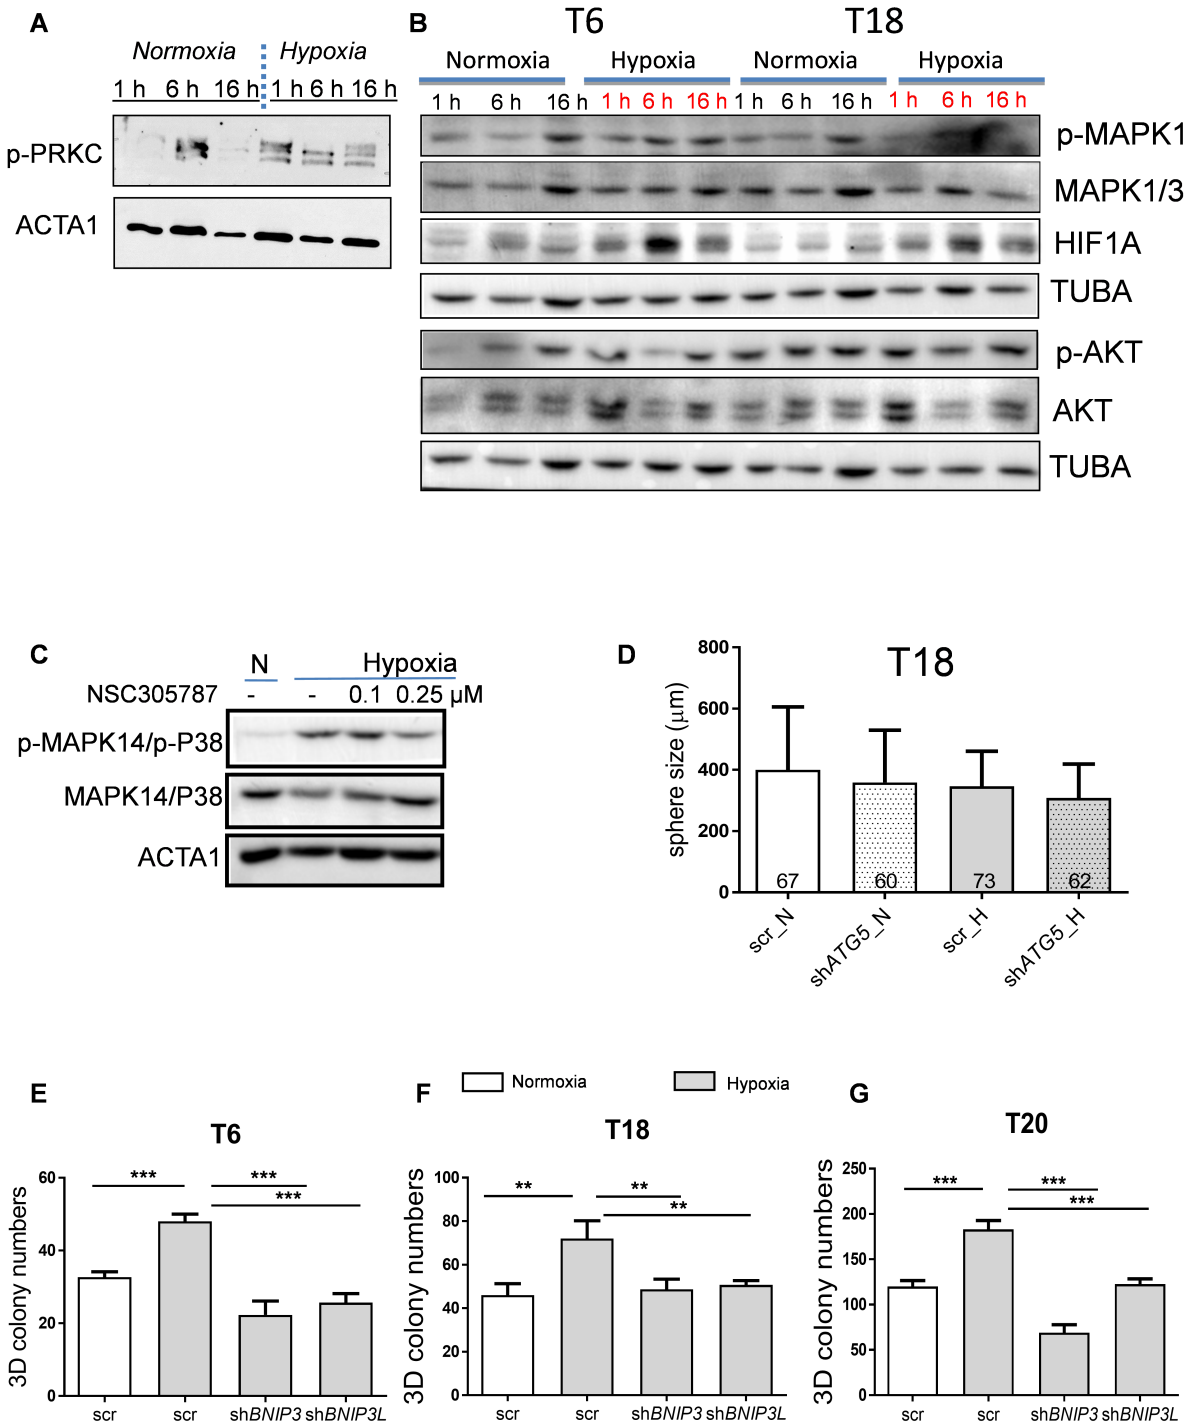 A
Normoxia Hypoxia
1 h 6 h 16 h 1 h 6 h 16 h
p-PRKC
ACTA1
B T6 T18
Normoxia Hypoxia Normoxia Hypoxia
1 h 6 h 16 h 1 h 6 h 16 h 1 h 6 h 16 h 1 h 6 h 16 h
p-MAPK1
MAPK1/3
HIF1A
TUBA
p-AKT
AKT
TUBA
C
N Hypoxia
NSC305787 - - 0.1 0.25 µM
p-MAPK14/p-P38
MAPK14/P38
ACTA1
D
T18
sphere size (µm)
800
600
400
200
0
67 60 73 62
scr_N shATG5_N scr_H shATG5_H
Normoxia Hypoxia
E
T6
3D colony numbers
60
40
20
0
*** *** ***
scr scr shBNIP3 shBNIP3L
F
T18
3D colony numbers
100
80
60
40
20
0
** ** **
scr scr shBNIP3 shBNIP3L
G
T20
3D colony numbers
250
200
150
100
50
0
*** *** ***
scr scr shBNIP3 shBNIP3L